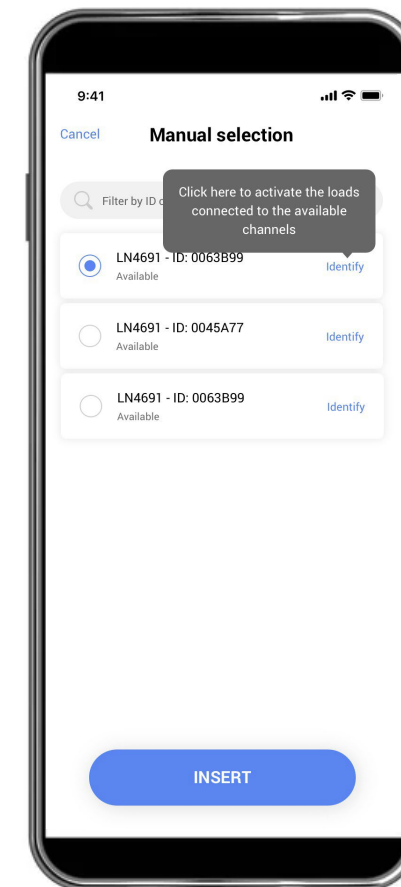 9:41
Cancel
Manual selection
Filter by ID
Click here to activate the loads
connected to the available
channels
LN4691 - ID: 0063B99
Available
Identify
LN4691 - ID: 0045A77
Available
Identify
LN4691 - ID: 0063B99
Available
Identify
INSERT